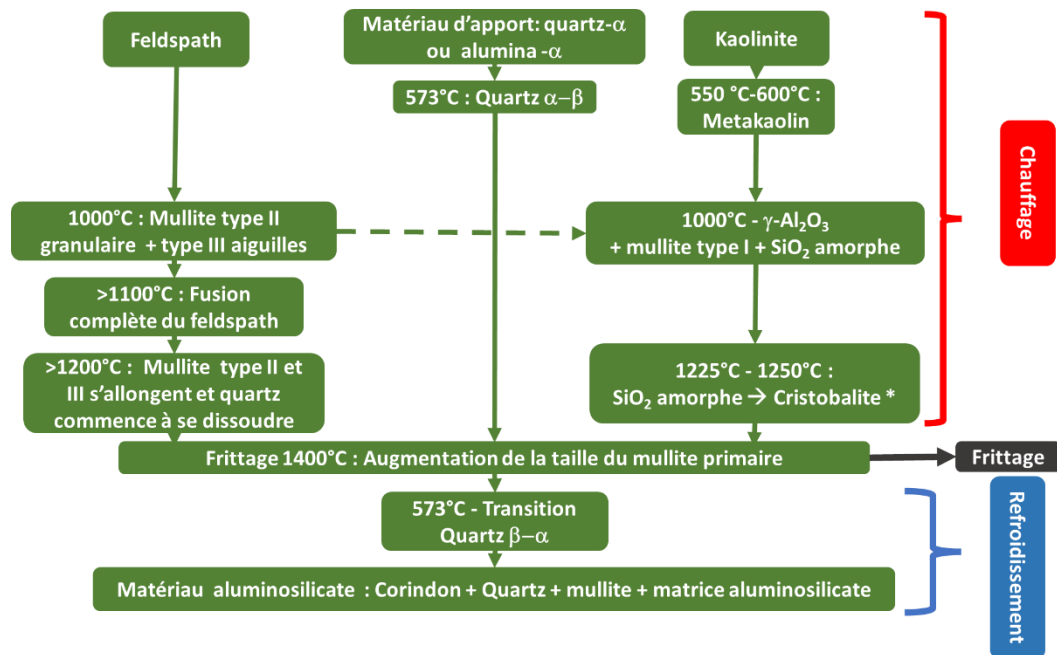 Feldspath
Matériau d'apport: quartz-α
ou alumina -α
Kaolinite
573°C : Quartz α–β
550 °C-600°C :
Metakaolin
1000°C : Mullite type II
granulaire + type III aiguilles
1000°C - γ-Al₂O₃
+ mullite type I + SiO₂ amorphe
>1100°C : Fusion
complète du feldspath
>1200°C : Mullite type II et
III s'allongent et quartz
commence à se dissoudre
1225°C - 1250°C :
SiO₂ amorphe → Cristobalite *
Chauffage
Frittage 1400°C : Augmentation de la taille du mullite primaire
Frittage
573°C - Transition
Quartz β–α
Matériau aluminosilicate : Corindon + Quartz + mullite + matrice aluminosilicate
Refroidissement